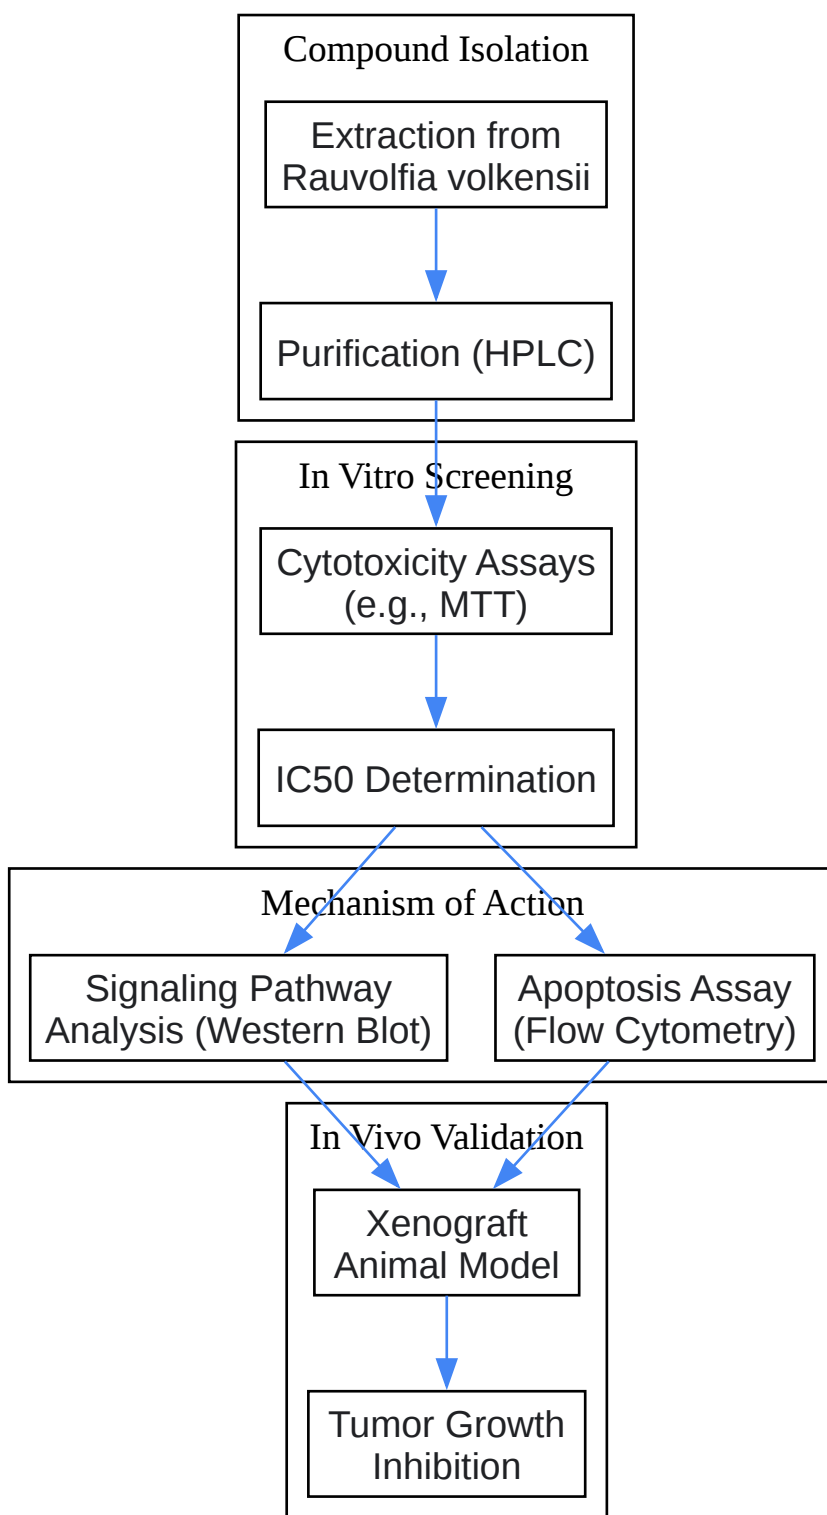 Compound Isolation
Extraction from
Rauvolfia volkensii
Purification (HPLC)
In Vitro Screening
Cytotoxicity Assays
(e.g., MTT)
IC50 Determination
Mechanism of Action
Signaling Pathway
Analysis (Western Blot)
Apoptosis Assay
(Flow Cytometry)
In Vivo Validation
Xenograft
Animal Model
Tumor Growth
Inhibition